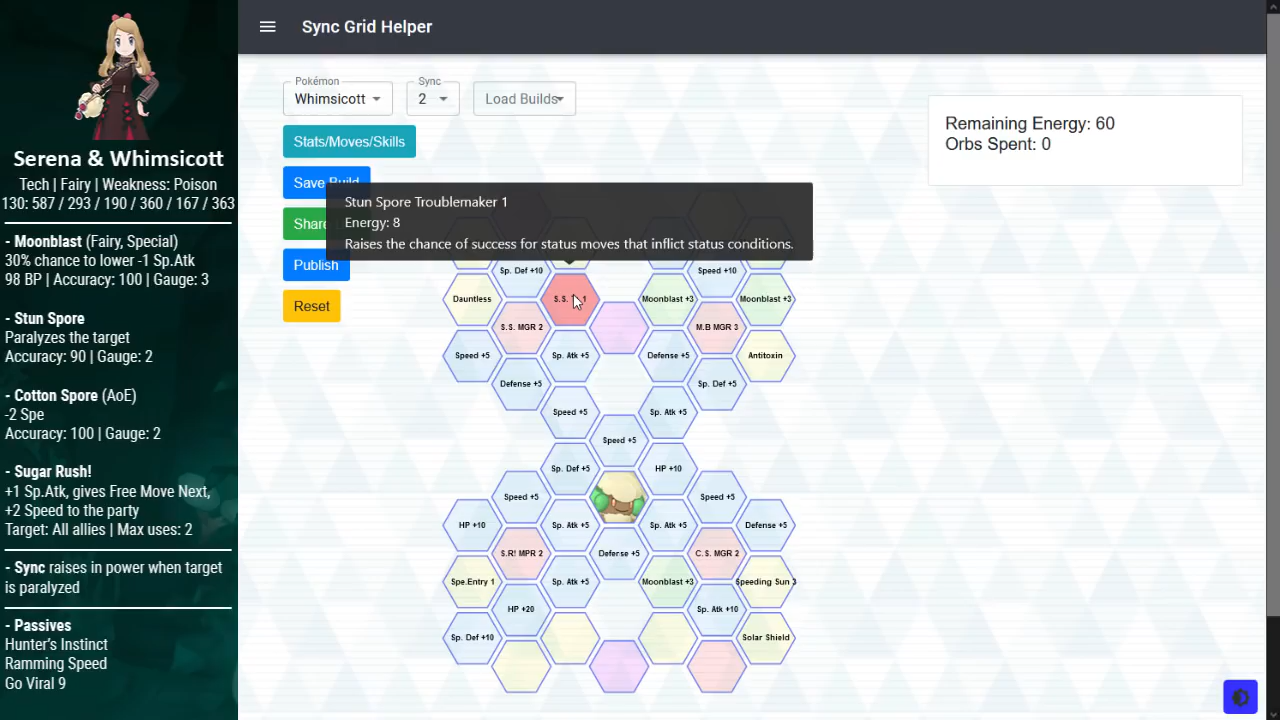 Serena & Whimsicott
Tech | Fairy | Weakness: Poison
130: 587 / 293 / 190 / 360 / 167 / 363
- Moonblast (Fairy, Special)
30% chance to lower -1 Sp.Atk
98 BP | Accuracy: 100 | Gauge: 3
- Stun Spore
Paralyzes the target
Accuracy: 90 | Gauge: 2
- Cotton Spore (AoE)
-2 Spe
Accuracy: 100 | Gauge: 2
- Sugar Rush!
+1 Sp.Atk, gives Free Move Next,
+2 Speed to the party
Target: All allies | Max uses: 2
- Sync raises in power when target
is paralyzed
- Passives
Hunter's Instinct
Ramming Speed
Go Viral 9
Sync Grid Helper
Pokémon
Whimsicott
Sync
2
Load Builds
Stats/Moves/Skills
Save Build
Share
Publish
Reset
Remaining Energy: 60
Orbs Spent: 0
Stun Spore Troublemaker 1
Energy: 8
Raises the chance of success for status moves that inflict status conditions.
Sp. Def +10
Speed +10
Dauntless
Moonblast +3
Moonblast +3
S.S. MGR 2
M.B MGR 3
Speed +5
Sp. Atk +5
Defense +5
Antitoxin
Defense +5
Sp. Def +5
Speed +5
Sp. Atk +5
Speed +5
Sp. Def +5
HP +10
Speed +5
Speed +5
HP +10
Sp. Atk +5
Sp. Atk +5
Defense +5
S.R! MPR 2
Defense +5
C.S. MGR 2
Spe.Entry 1
Sp. Atk +5
Moonblast +3
Speeding Sun 3
HP +20
Sp. Atk +10
Sp. Def +10
Solar Shield